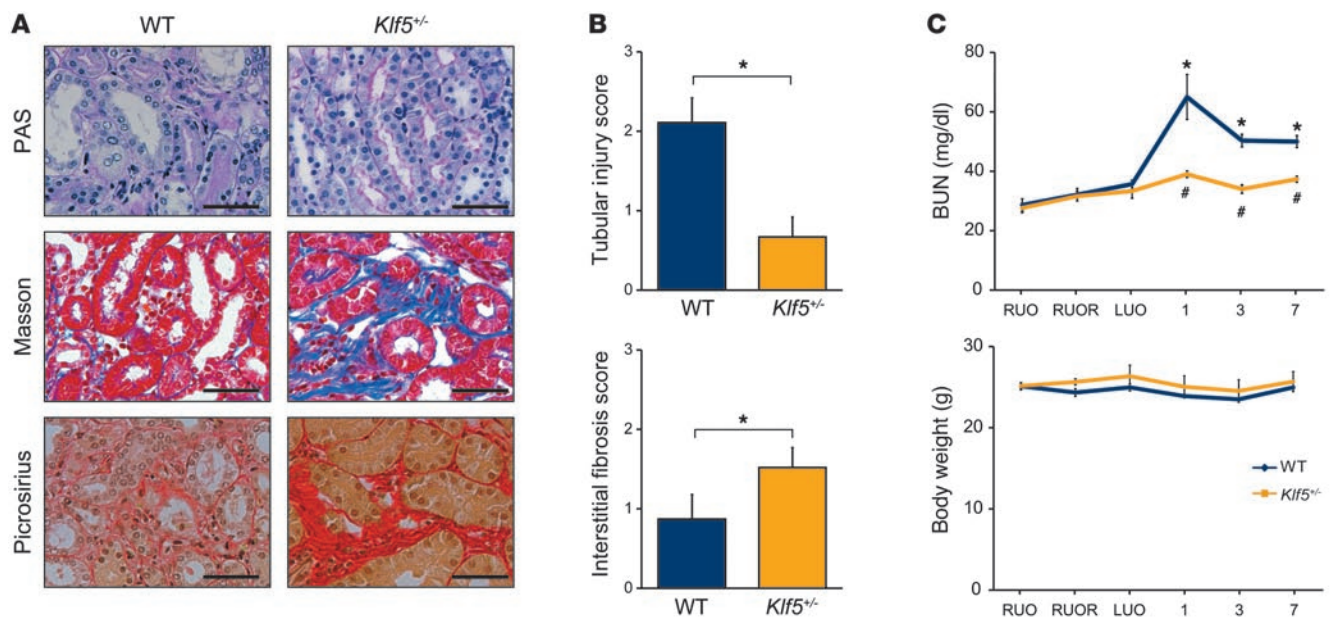 A
WT
Klf5+/-
PAS
Masson
Picrosirius
B
Tubular injury score
3
2
1
0
*
WT
Klf5+/-
Interstitial fibrosis score
3
2
1
0
*
WT
Klf5+/-
C
BUN (mg/dl)
80
60
40
20
0
*
*
*
#
#
#
RUO RUOR LUO 1 3 7
Body weight (g)
30
20
10
0
WT
Klf5+/-
RUO RUOR LUO 1 3 7